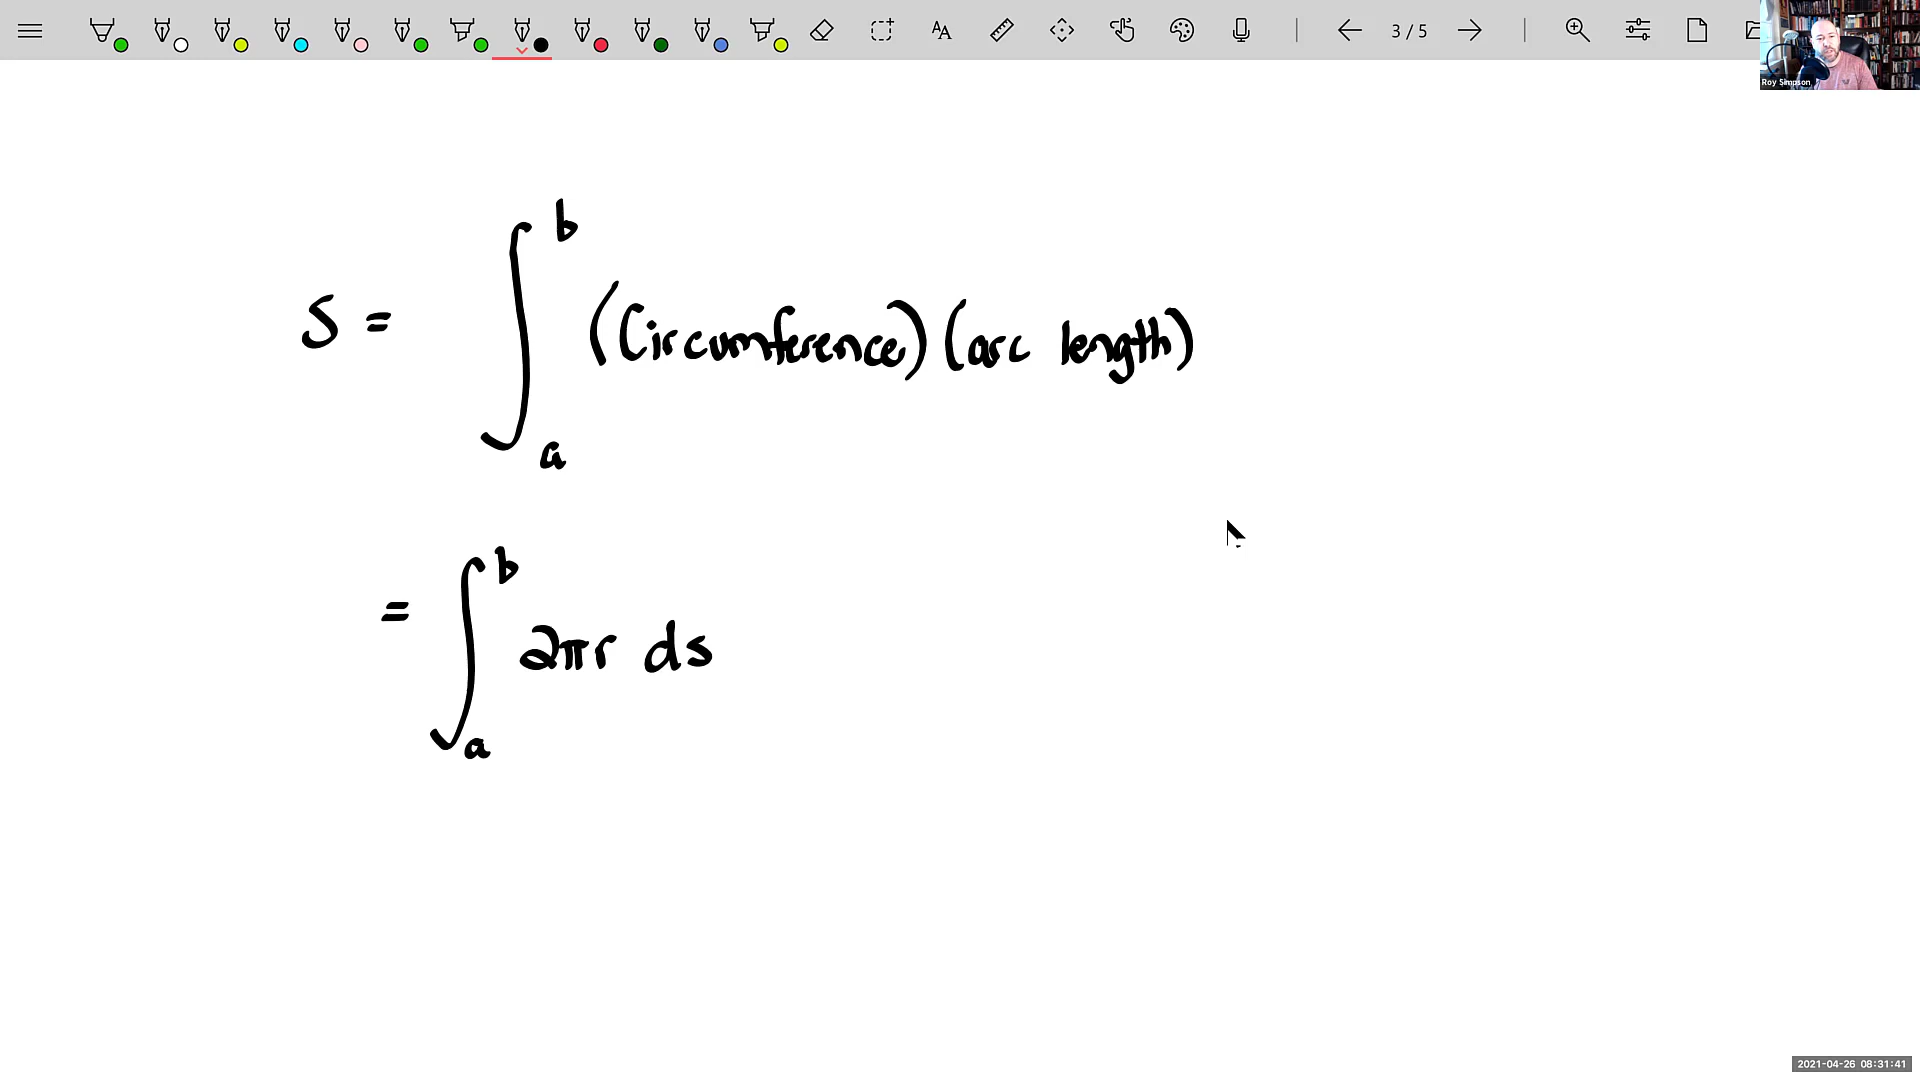 3 / 5
Roy Simpson
S = ∫_a^b (Circumference)(arc length)
= ∫_a^b 2πr ds
2021-04-26 08:31:41